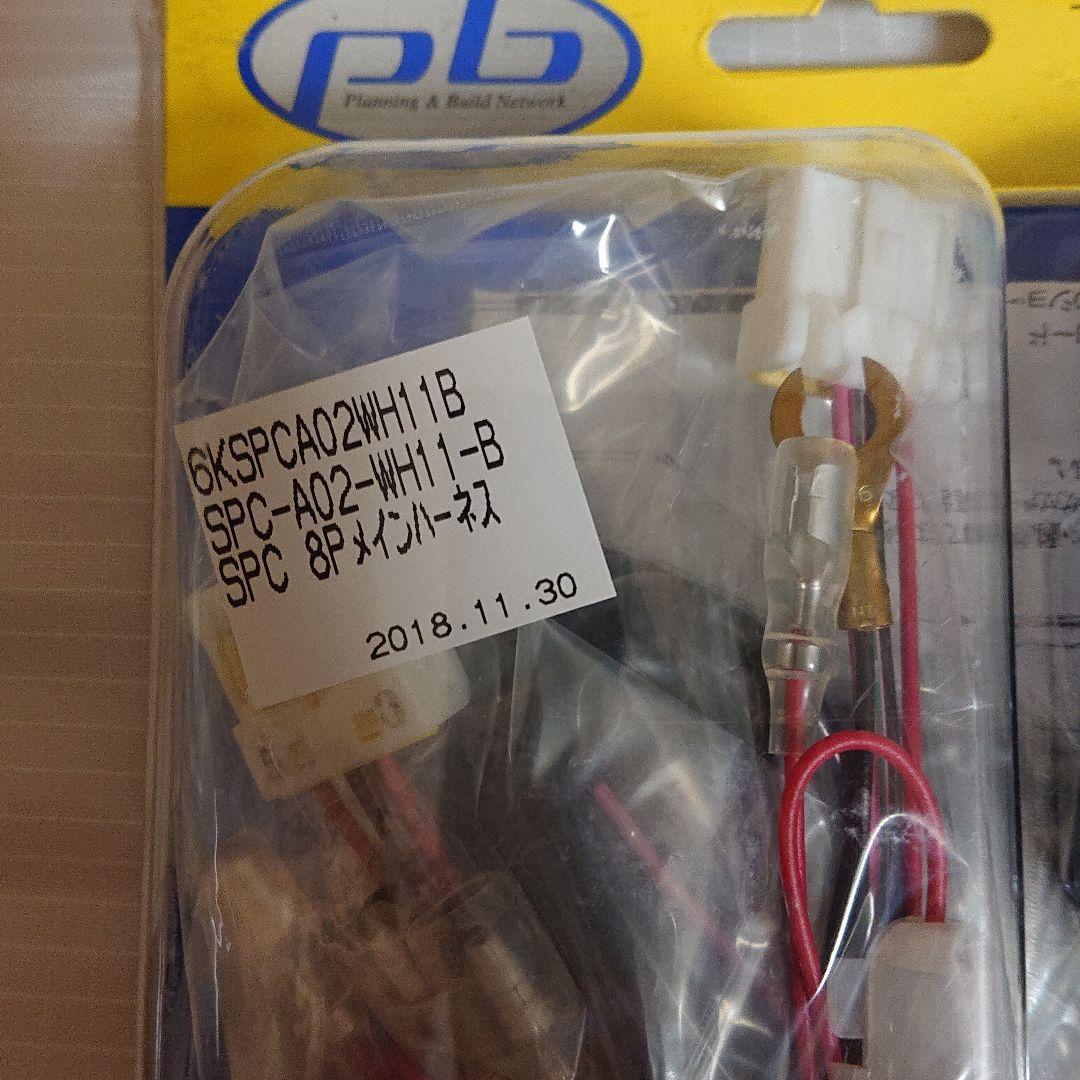 pb
Planning & Build Network
6KSPCA02WH11B
SPC-A02-WH11-B
SPC 8Pメインハーネス
2018.11.30